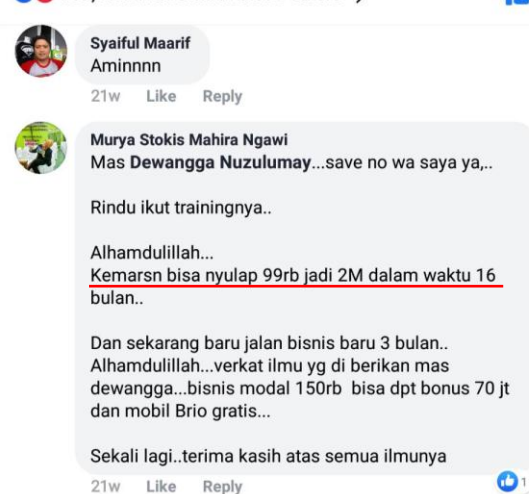 Syaiful Maarif
Aminnnn
21w Like Reply
Murya Stokis Mahira Ngawi
Mas Dewangga Nuzulumay...save no wa saya ya,..
Rindu ikut trainingnya..
Alhamdulillah...
Kemarsn bisa nyulap 99rb jadi 2M dalam waktu 16
bulan..
Dan sekarang baru jalan bisnis baru 3 bulan..
Alhamdulillah...verkat ilmu yg di berikan mas
dewangga...bisnis modal 150rb bisa dpt bonus 70 jt
dan mobil Brio gratis...
Sekali lagi..terima kasih atas semua ilmunya
21w Like Reply
1